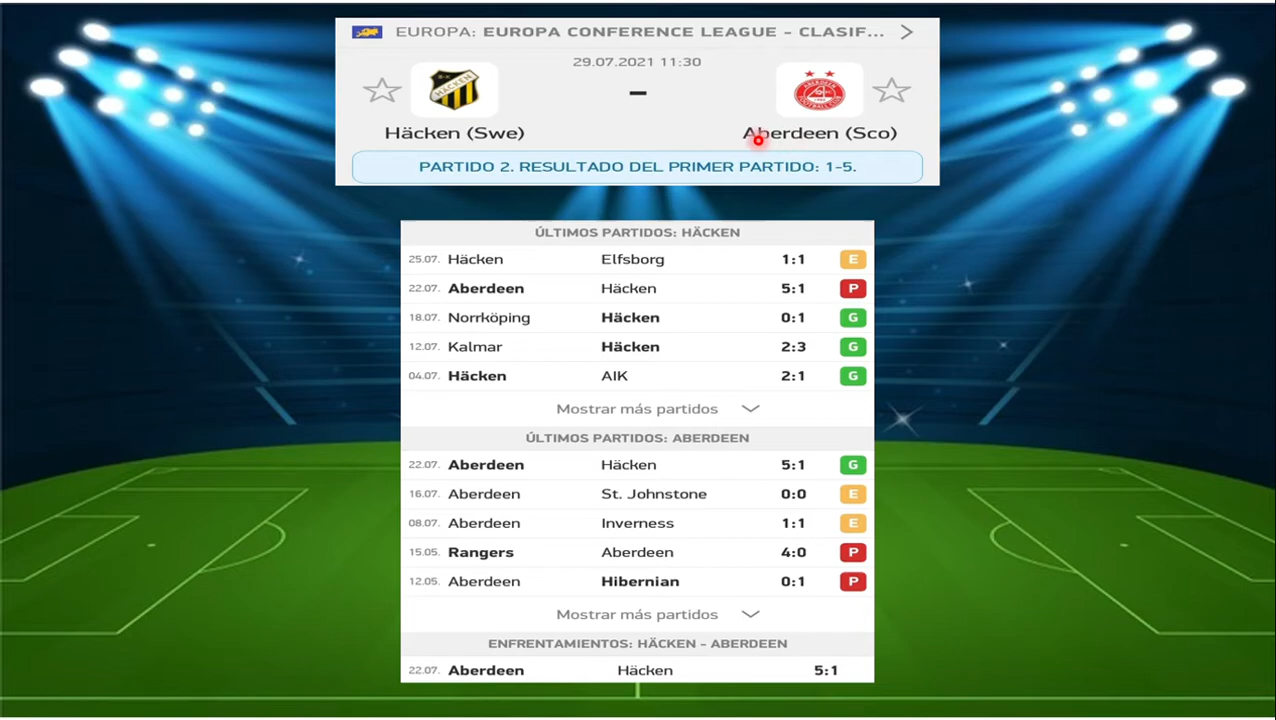 EUROPA: EUROPA CONFERENCE LEAGUE - CLASIF...
29.07.2021 11:30
HÄCKEN
-
Häcken (Swe) Aberdeen (Sco)
PARTIDO 2. RESULTADO DEL PRIMER PARTIDO: 1-5.
ÚLTIMOS PARTIDOS: HÄCKEN
25.07. Häcken Elfsborg 1:1 E
22.07. Aberdeen Häcken 5:1 P
18.07. Norrköping Häcken 0:1 G
12.07. Kalmar Häcken 2:3 G
04.07. Häcken AIK 2:1 G
Mostrar más partidos
ÚLTIMOS PARTIDOS: ABERDEEN
22.07. Aberdeen Häcken 5:1 G
16.07. Aberdeen St. Johnstone 0:0 E
08.07. Aberdeen Inverness 1:1 E
15.05. Rangers Aberdeen 4:0 P
12.05. Aberdeen Hibernian 0:1 P
Mostrar más partidos
ENFRENTAMIENTOS: HÄCKEN - ABERDEEN
22.07. Aberdeen Häcken 5:1